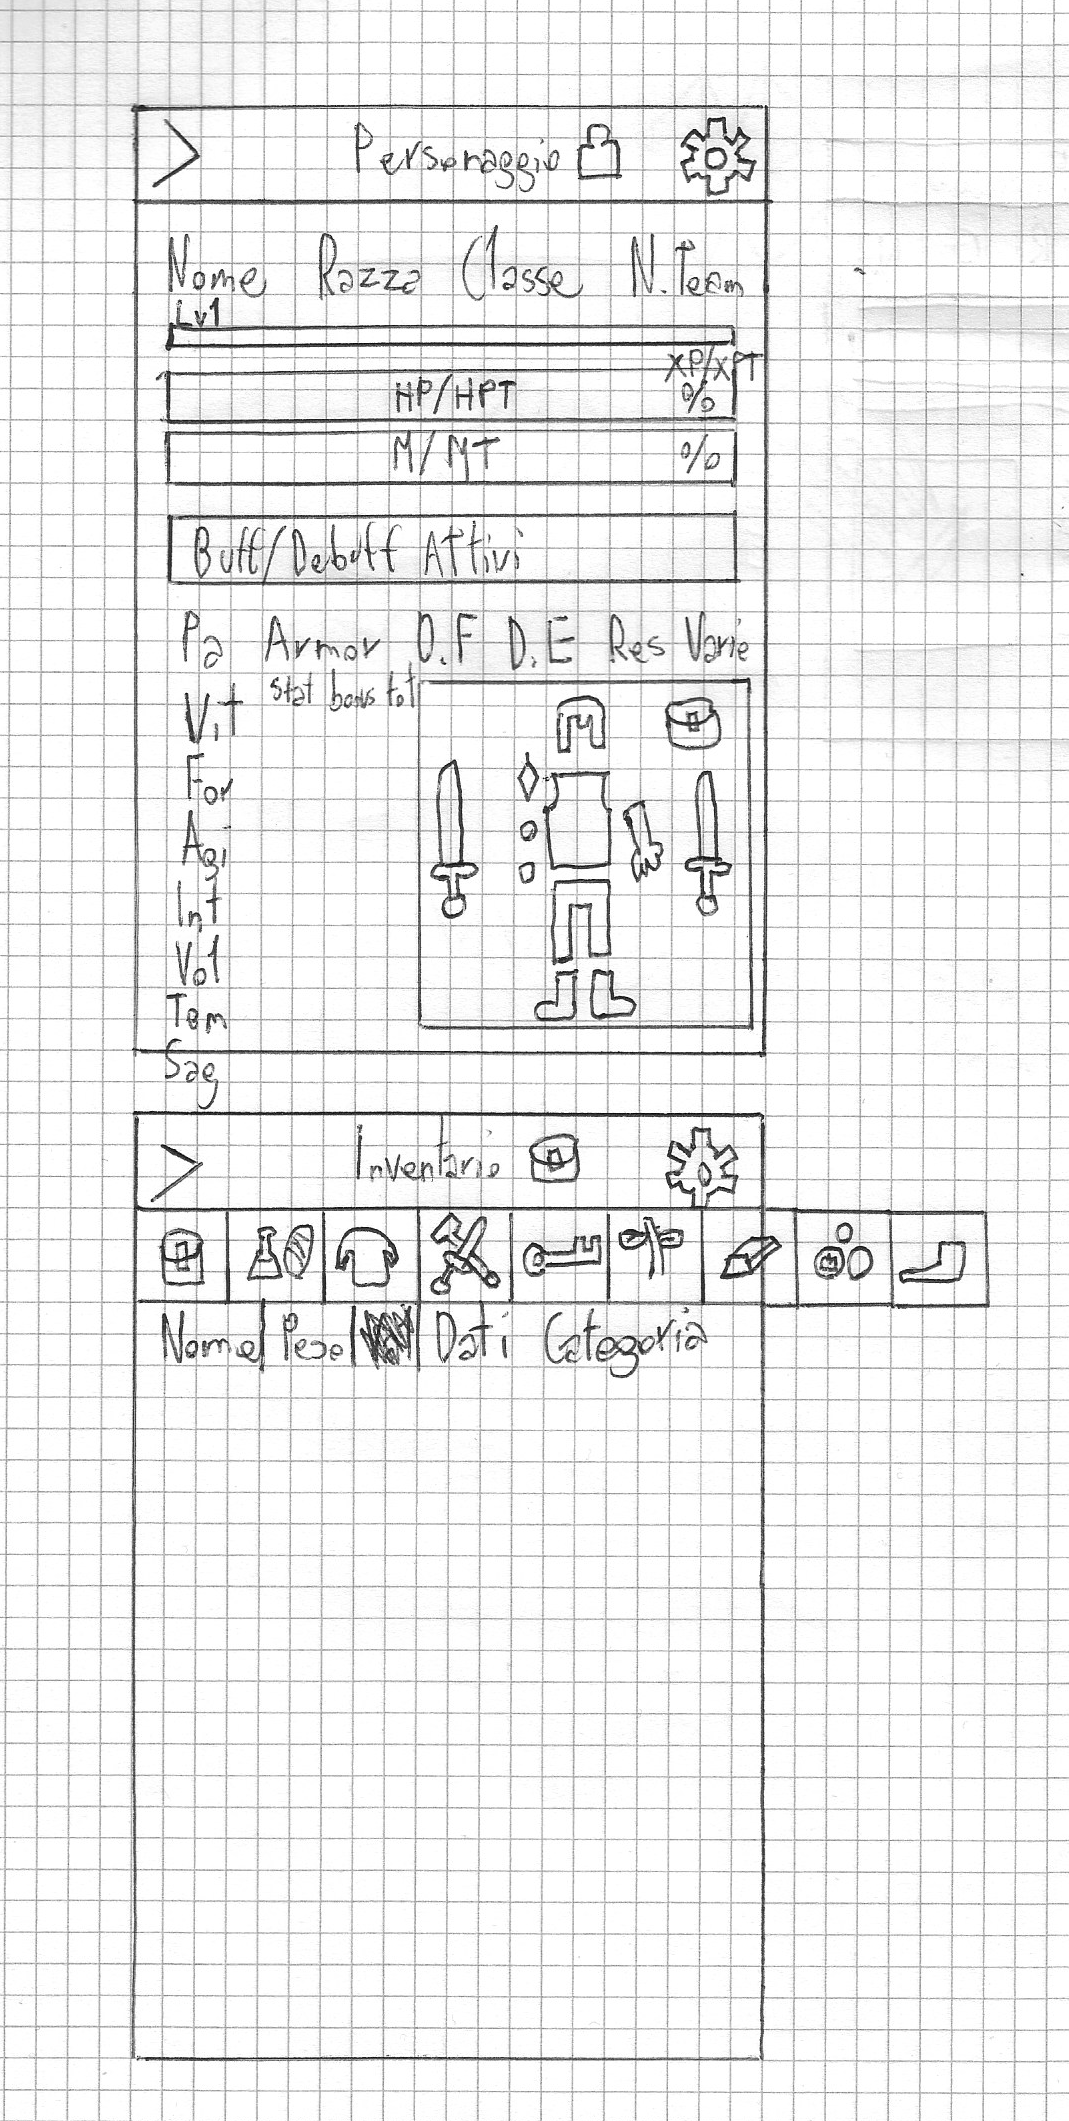 Personaggio
Nome Razza Classe N.Team
Lv1
XP/XPT
HP/HPT %
M/MT %
Buff/Debuff Attivi
Pa Armor D.F D.E Res Varie
stat bonus tot
Vit
For
Agi
Int
Vol
Tem
Sag
Inventario
Nome/ Peso/ Dati Categoria